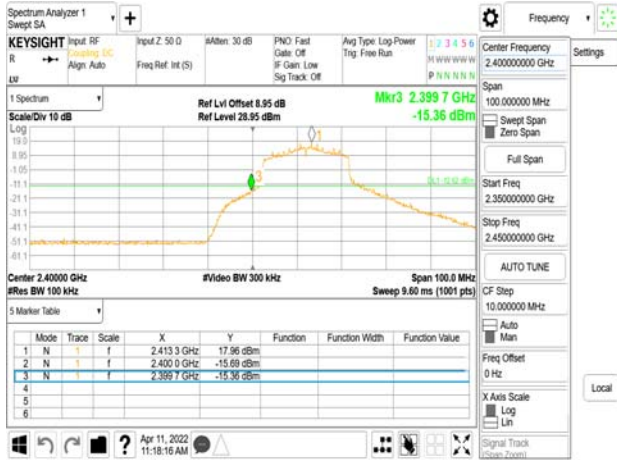 Spectrum Analyzer 1
Swept SA
+
Frequency
Settings
KEYSIGHT
R
Input: RF
Coupling: DC
Align: Auto
Input Z: 50 Ω
Freq Ref: Int (S)
#Atten: 30 dB
PNO: Fast
Gate: Off
IF Gain: Low
Sig Track: Off
Avg Type: Log-Power
Trig: Free Run
1 2 3 4 5 6
M W W W W W
P N N N N N
1 Spectrum
Scale/Div 10 dB
Log
Ref Lvl Offset 8.95 dB
Ref Level 28.95 dBm
Mkr3 2.399 7 GHz
-15.36 dBm
19.0
8.95
-1.05
-11.1
-21.1
-31.1
-41.1
-51.1
-61.1
1
3
Center 2.40000 GHz
#Res BW 100 kHz
#Video BW 300 kHz
Span 100.0 MHz
Sweep 9.60 ms (1001 pts)
5 Marker Table
Mode Trace Scale X Y Function Function Width Function Value
1 N 1 f 2.413 3 GHz 17.96 dBm
2 N 1 f 2.400 0 GHz -15.69 dBm
3 N 1 f 2.399 7 GHz -15.36 dBm
4
5
6
?
Apr 11, 2022
11:18:16 AM
Center Frequency
2.400000000 GHz
Span
100.000000 MHz
Swept Span
Zero Span
Full Span
Start Freq
2.350000000 GHz
Stop Freq
2.450000000 GHz
AUTO TUNE
CF Step
10.000000 MHz
Auto
Man
Freq Offset
0 Hz
X Axis Scale
Log
Lin
Signal Track
(Span Zoom)
Local